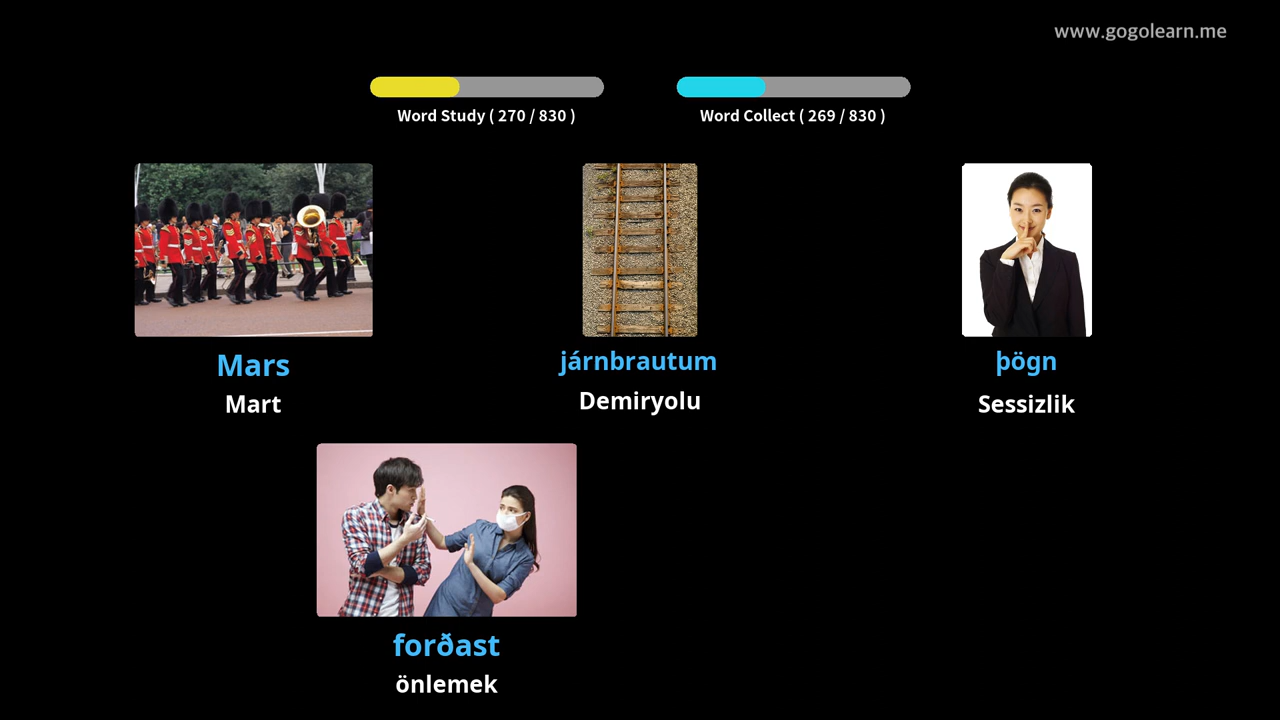 www.gogolearn.me
Word Study ( 270 / 830 )
Word Collect ( 269 / 830 )
Mars
Mart
járnbrautum
Demiryolu
þögn
Sessizlik
forðast
önlemek